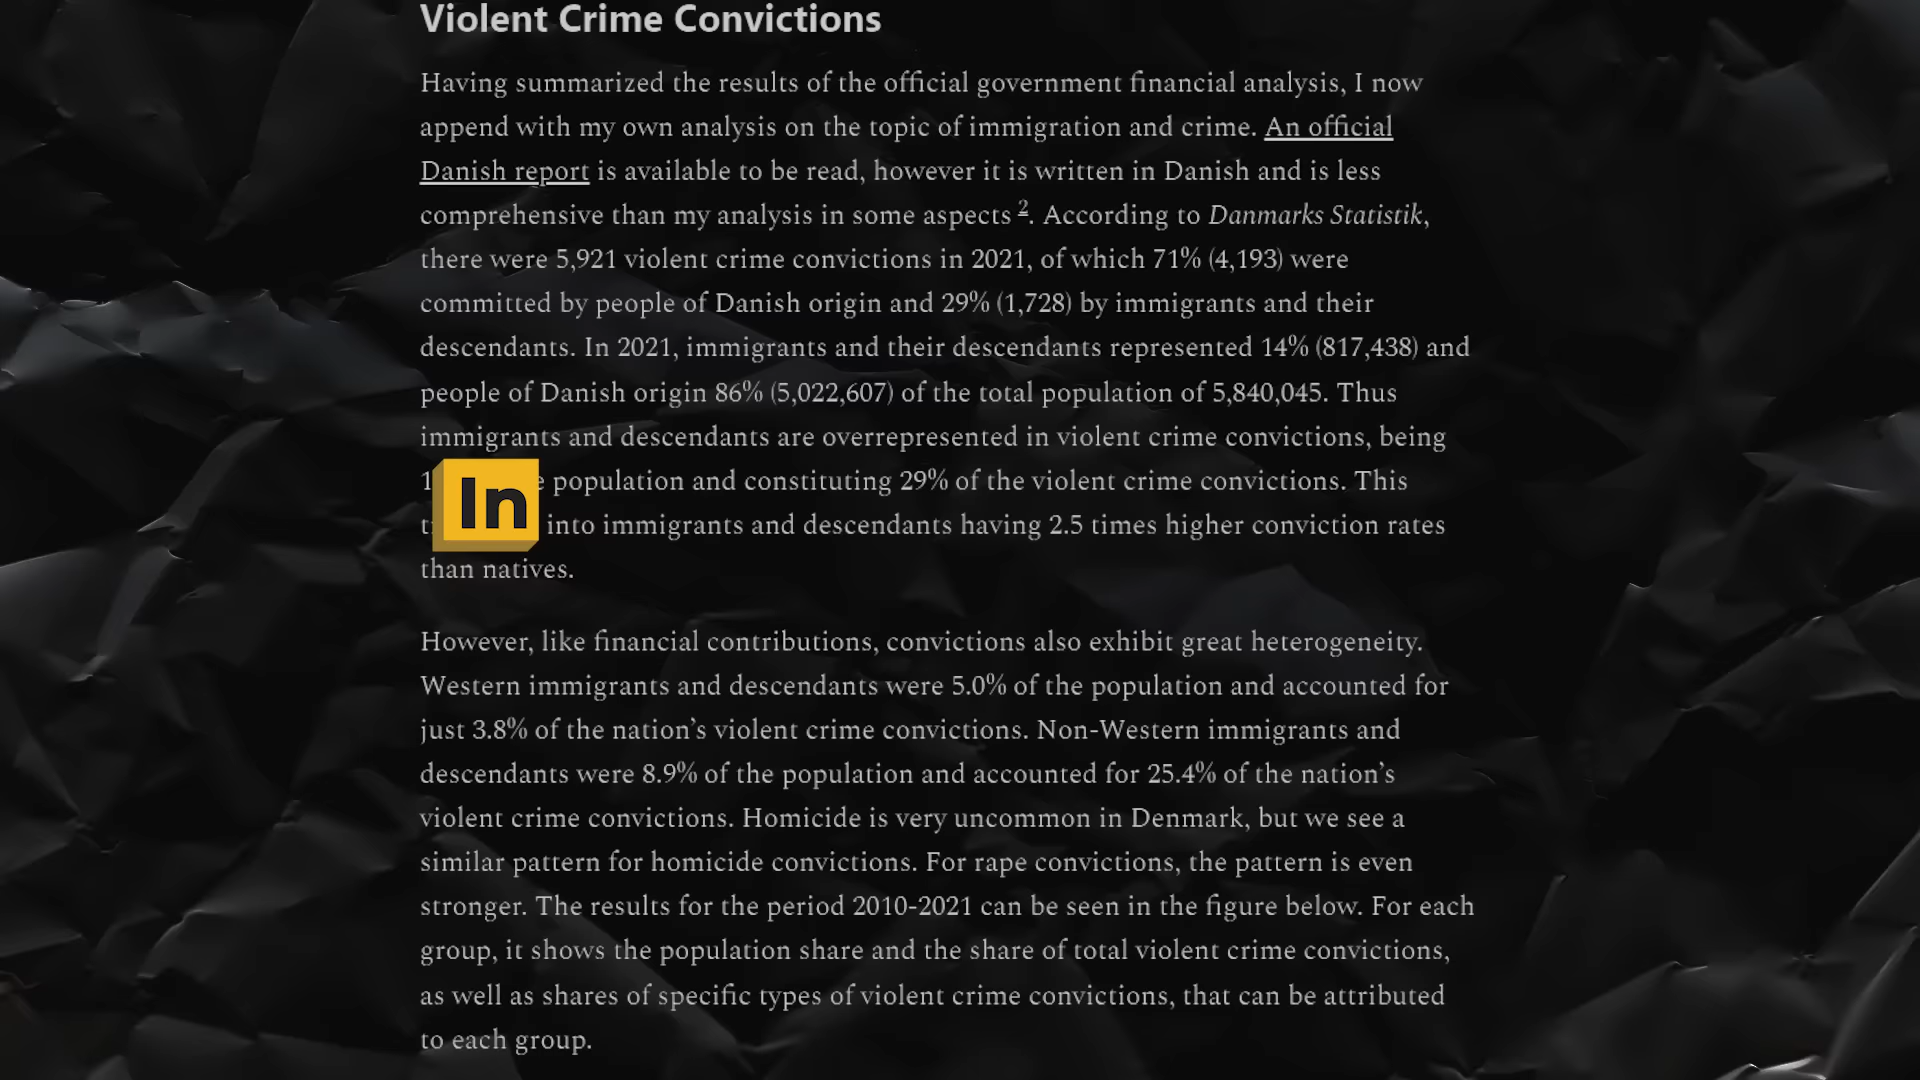 Violent Crime Convictions
Having summarized the results of the official government financial analysis, I now
append with my own analysis on the topic of immigration and crime. An official
Danish report is available to be read, however it is written in Danish and is less
comprehensive than my analysis in some aspects 2. According to Danmarks Statistik,
there were 5,921 violent crime convictions in 2021, of which 71% (4,193) were
committed by people of Danish origin and 29% (1,728) by immigrants and their
descendants. In 2021, immigrants and their descendants represented 14% (817,438) and
people of Danish origin 86% (5,022,607) of the total population of 5,840,045. Thus
immigrants and descendants are overrepresented in violent crime convictions, being
population and constituting 29% of the violent crime convictions. This
In
into immigrants and descendants having 2.5 times higher conviction rates
than natives.
However, like financial contributions, convictions also exhibit great heterogeneity.
Western immigrants and descendants were 5.0% of the population and accounted for
just 3.8% of the nation's violent crime convictions. Non-Western immigrants and
descendants were 8.9% of the population and accounted for 25.4% of the nation's
violent crime convictions. Homicide is very uncommon in Denmark, but we see a
similar pattern for homicide convictions. For rape convictions, the pattern is even
stronger. The results for the period 2010-2021 can be seen in the figure below. For each
group, it shows the population share and the share of total violent crime convictions,
as well as shares of specific types of violent crime convictions, that can be attributed
to each group.